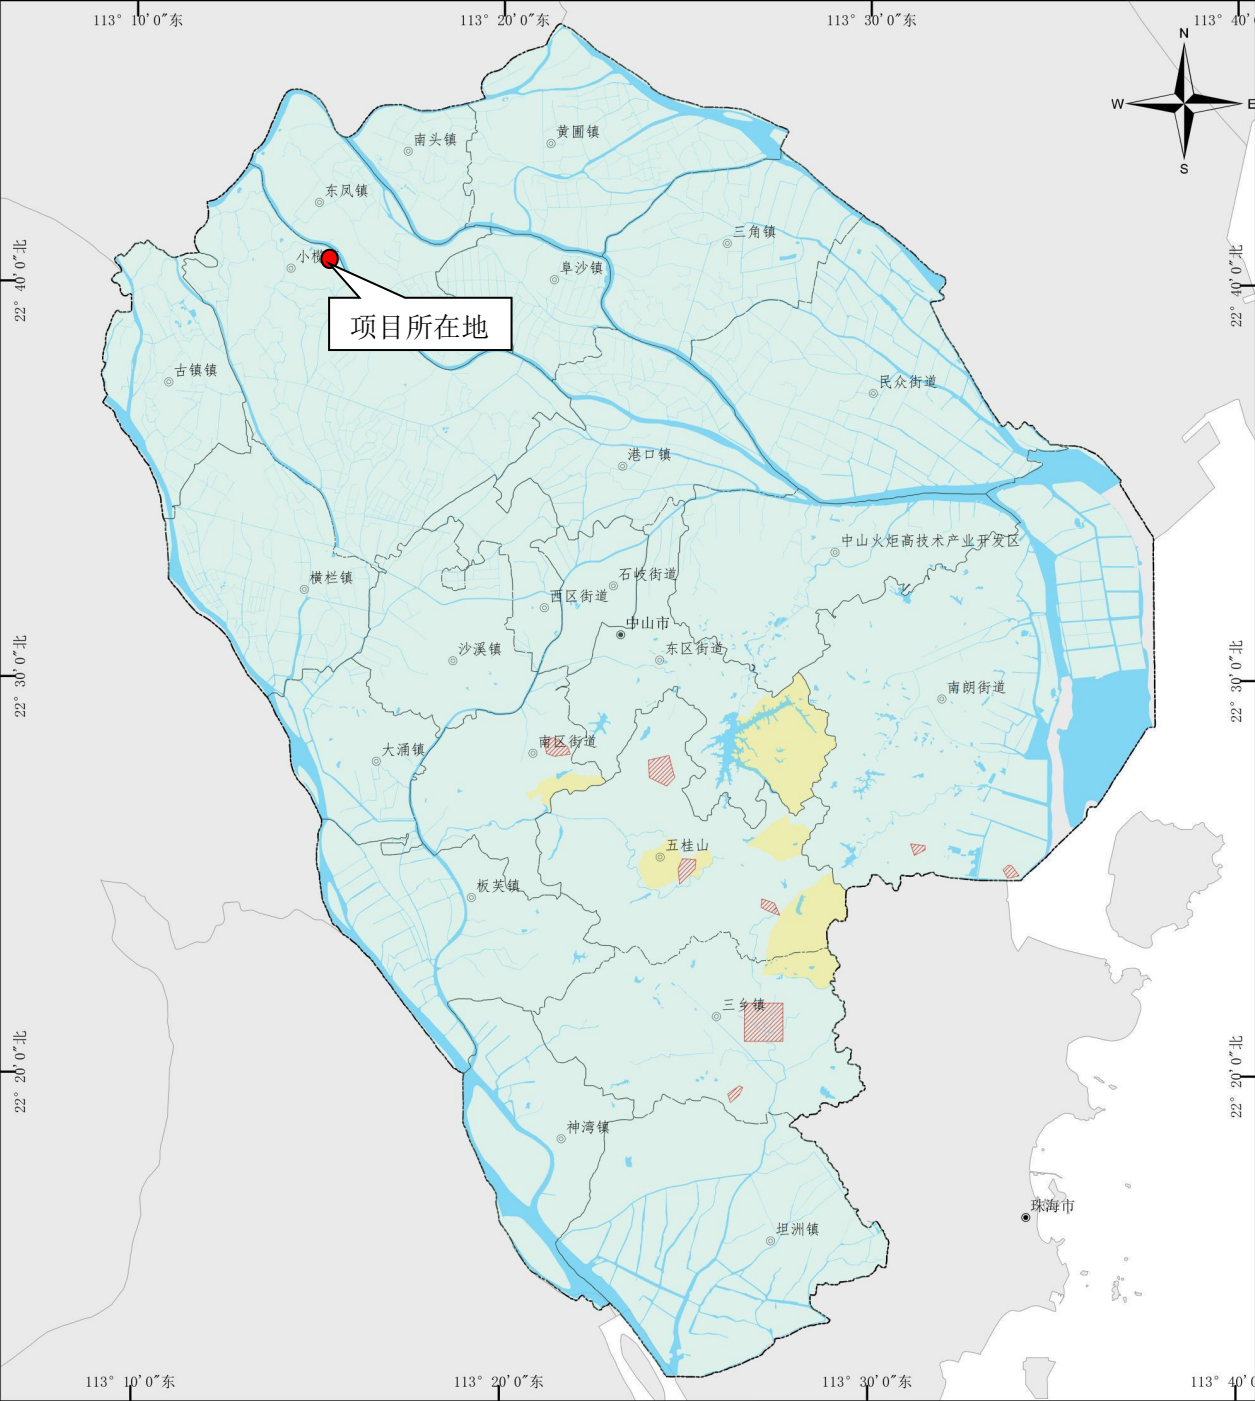 113° 10′0″东
113° 20′0″东
113° 30′0″东
113° 40′0
N
W
E
S
黄圃镇
南头镇
东凤镇
三角镇
小榄
阜沙镇
22° 40′0″北
22° 40′0″北
项目所在地
古镇镇
民众街道
港口镇
中山火炬高技术产业开发区
石岐街道
横栏镇
西区街道
中山市
沙溪镇
东区街道
22° 30′0″北
22° 30′0″北
南朗街道
南区街道
大涌镇
五桂山
板芙镇
三乡镇
22° 20′0″北
22° 20′0″北
神湾镇
珠海市
坦洲镇
113° 10′0″东
113° 20′0″东
113° 30′0″东
113° 40′0